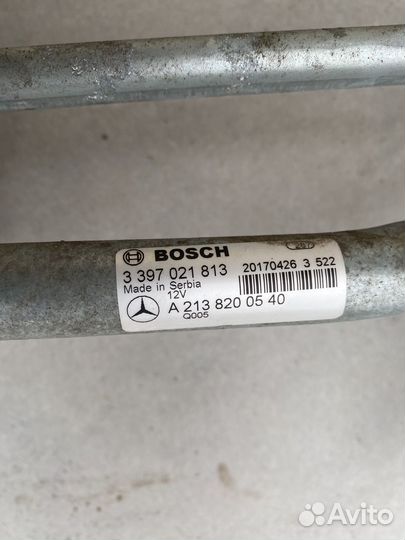 BOSCH
3 397 021 813
Made in Serbia
12V
20170426 3 522
A 213 820 05 40
Q005
Avito